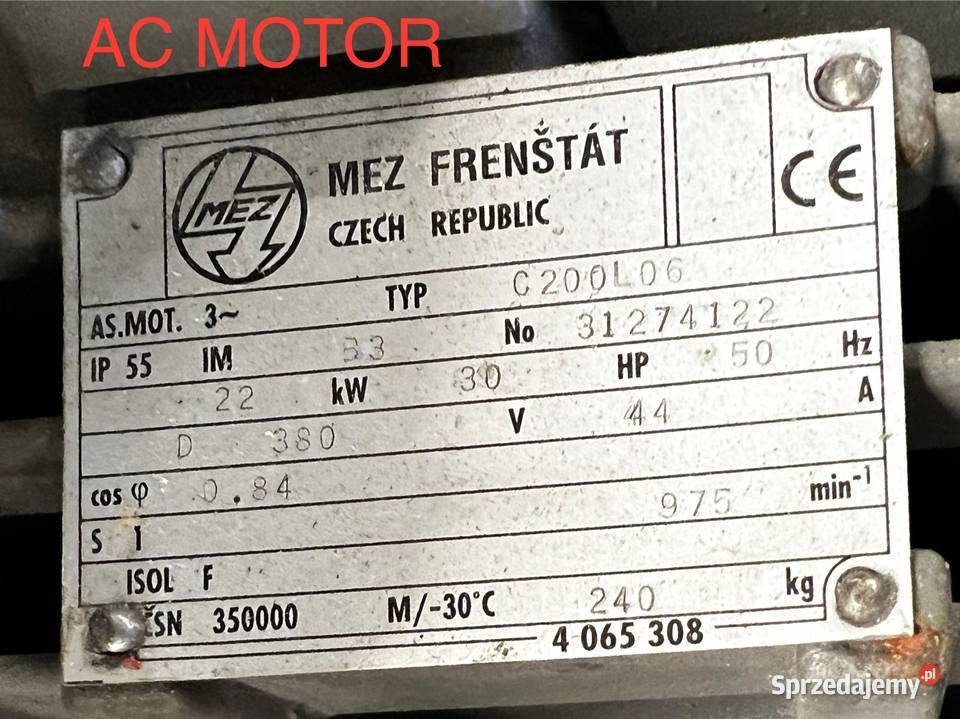 AC MOTOR
MEZ
MEZ FRENŠTÁT
CZECH REPUBLIC
CE
AS.MOT. 3~ TYP C200L06
IP 55 IM B3 No 31274122
22 kW 30 HP 50 Hz
D 380 V 44 A
cos φ 0.84
S 1 975 min-1
ISOL F
ČSN 350000 M/-30°C 240 kg
4 065 308
Sprzedajemy.pl